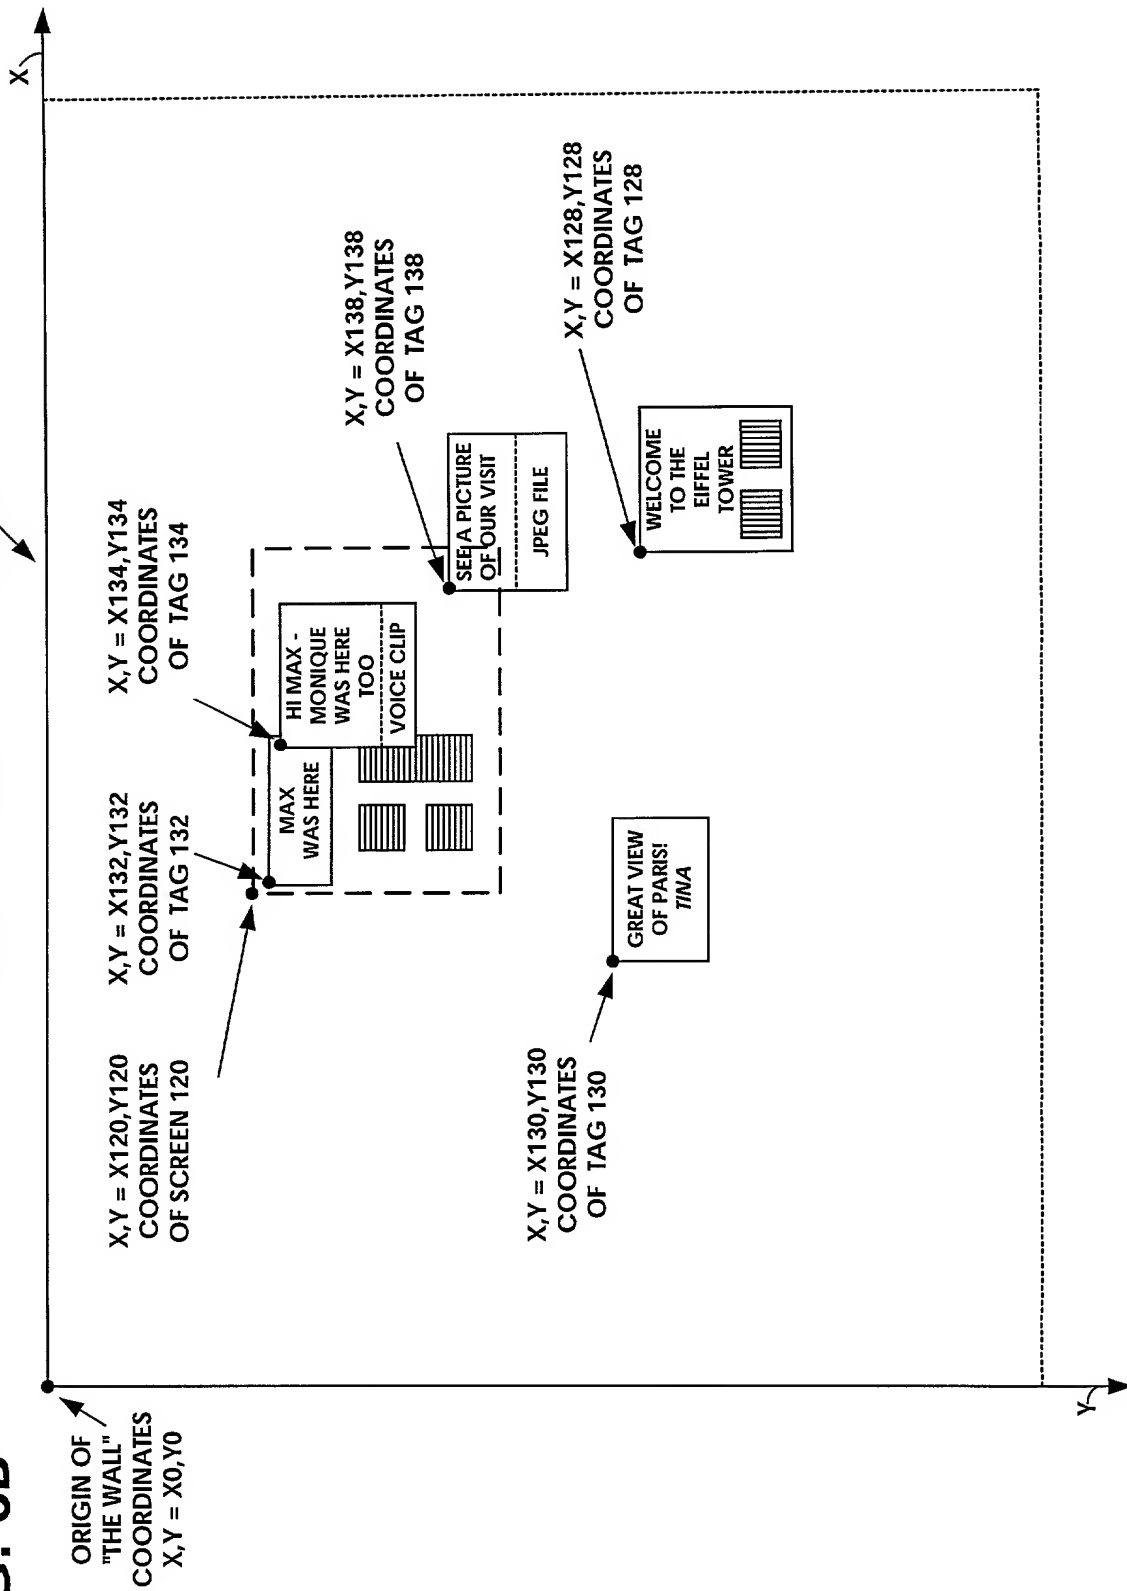 ORIGIN OF
"THE WALL"
COORDINATES
X,Y = X0,Y0
X
Y
X,Y = X120,Y120
COORDINATES
OF SCREEN 120
X,Y = X132,Y132
COORDINATES
OF TAG 132
X,Y = X134,Y134
COORDINATES
OF TAG 134
MAX
WAS HERE
HI MAX -
MONIQUE
WAS HERE
TOO
VOICE CLIP
X,Y = X138,Y138
COORDINATES
OF TAG 138
SEE A PICTURE
OF OUR VISIT
JPEG FILE
X,Y = X130,Y130
COORDINATES
OF TAG 130
GREAT VIEW
OF PARIS!
TINA
X,Y = X128,Y128
COORDINATES
OF TAG 128
WELCOME
TO THE
EIFFEL
TOWER